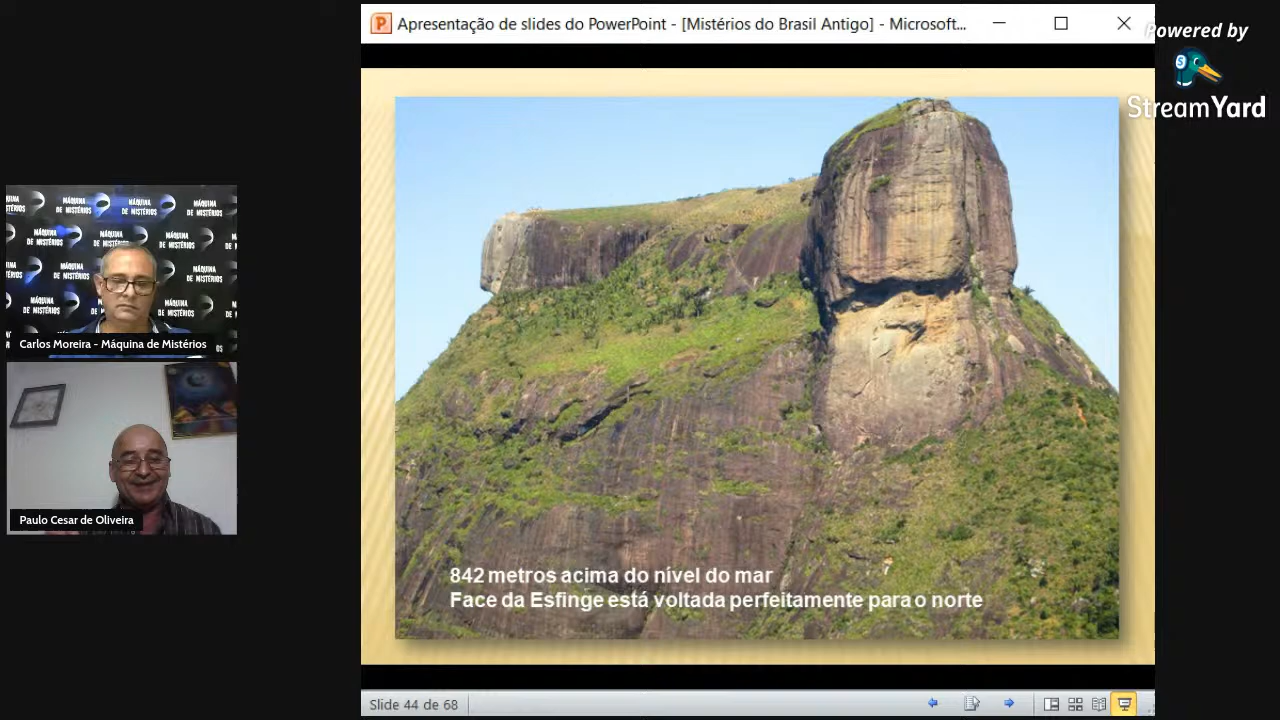 Apresentação de slides do PowerPoint - [Mistérios do Brasil Antigo] - Microsoft...
Powered by
StreamYard
MÁQUINA
DE MISTÉRIOS
Carlos Moreira - Máquina de Mistérios
Paulo Cesar de Oliveira
842 metros acima do nível do mar
Face da Esfinge está voltada perfeitamente para o norte
Slide 44 de 68